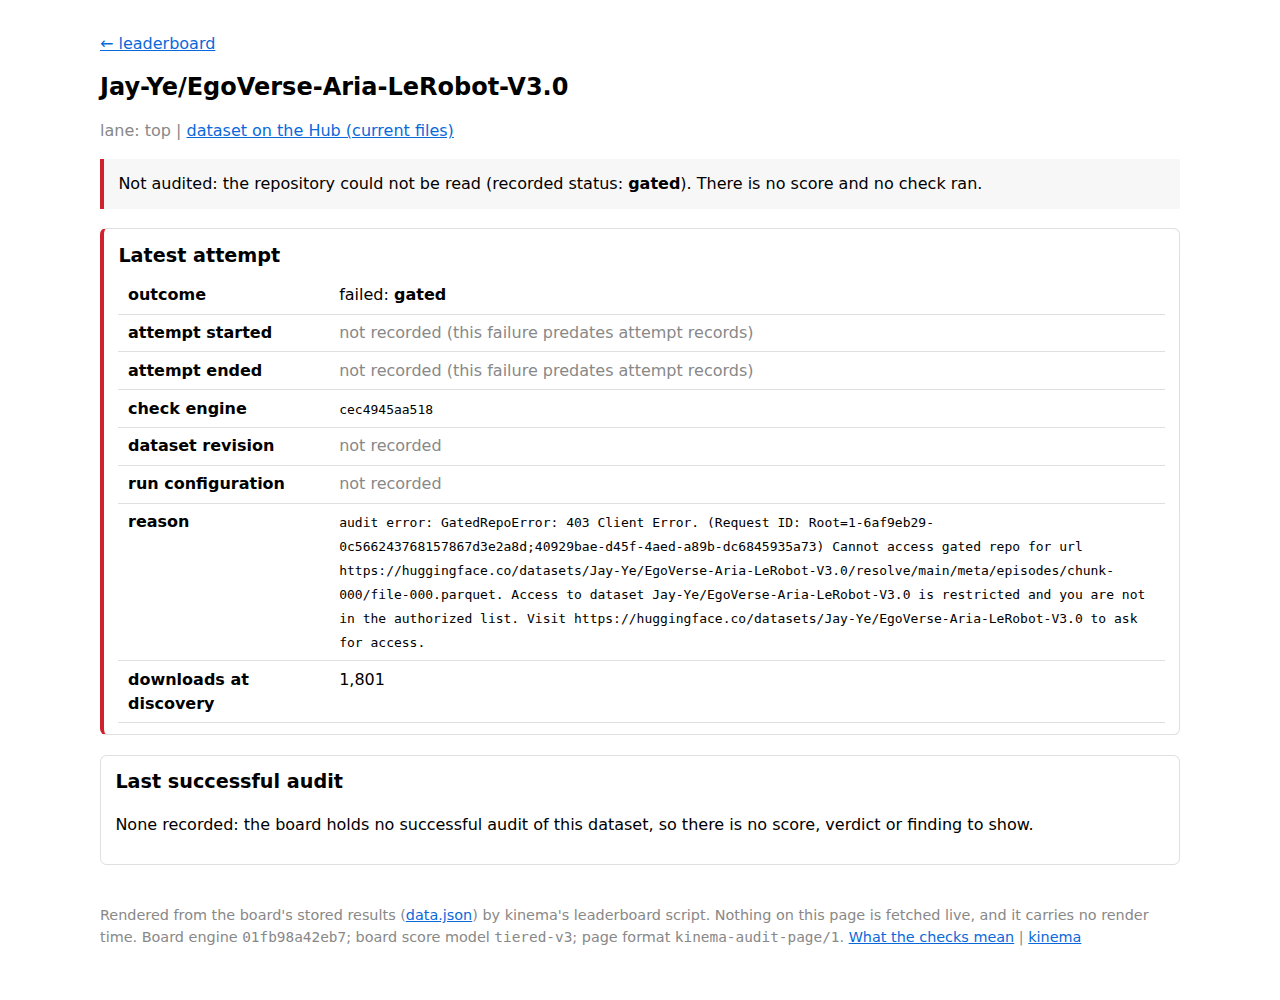 ← leaderboard
Jay-Ye/EgoVerse-Aria-LeRobot-V3.0
lane: top | dataset on the Hub (current files)
Not audited: the repository could not be read (recorded status: gated). There is no score and no check ran.
Latest attempt
outcome failed: gated
attempt started not recorded (this failure predates attempt records)
attempt ended not recorded (this failure predates attempt records)
check engine cec4945aa518
dataset revision not recorded
run configuration not recorded
reason audit error: GatedRepoError: 403 Client Error. (Request ID: Root=1-6af9eb29-
0c566243768157867d3e2a8d;40929bae-d45f-4aed-a89b-dc6845935a73) Cannot access gated repo for url
https://huggingface.co/datasets/Jay-Ye/EgoVerse-Aria-LeRobot-V3.0/resolve/main/meta/episodes/chunk-
000/file-000.parquet. Access to dataset Jay-Ye/EgoVerse-Aria-LeRobot-V3.0 is restricted and you are not
in the authorized list. Visit https://huggingface.co/datasets/Jay-Ye/EgoVerse-Aria-LeRobot-V3.0 to ask
for access.
downloads at 1,801
discovery
Last successful audit
None recorded: the board holds no successful audit of this dataset, so there is no score, verdict or finding to show.
Rendered from the board's stored results (data.json) by kinema's leaderboard script. Nothing on this page is fetched live, and it carries no render
time. Board engine 01fb98a42eb7; board score model tiered-v3; page format kinema-audit-page/1. What the checks mean | kinema